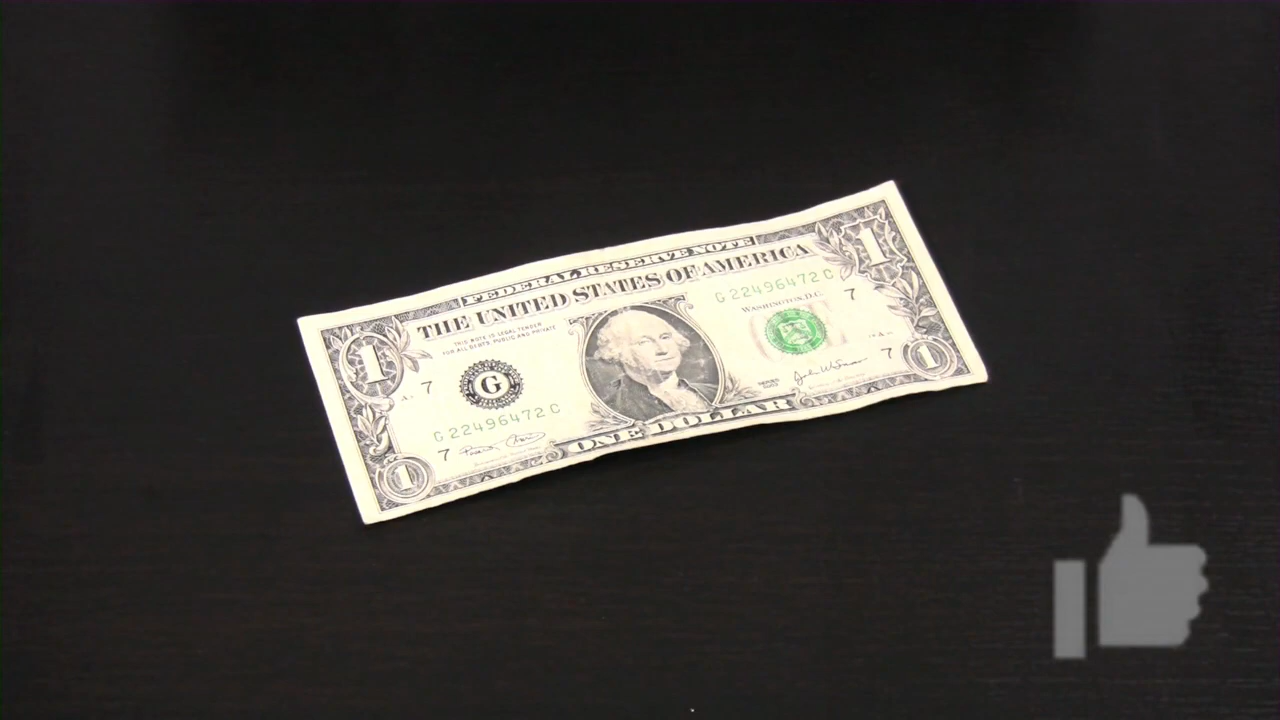 FEDERAL RESERVE NOTE
THE UNITED STATES OF AMERICA
1
1
THIS NOTE IS LEGAL TENDER
FOR ALL DEBTS, PUBLIC AND PRIVATE
G 22496472 C
WASHINGTON, D.C.
7
7
G
G 22496472 C
7
7
SERIES
ONE DOLLAR
1
1